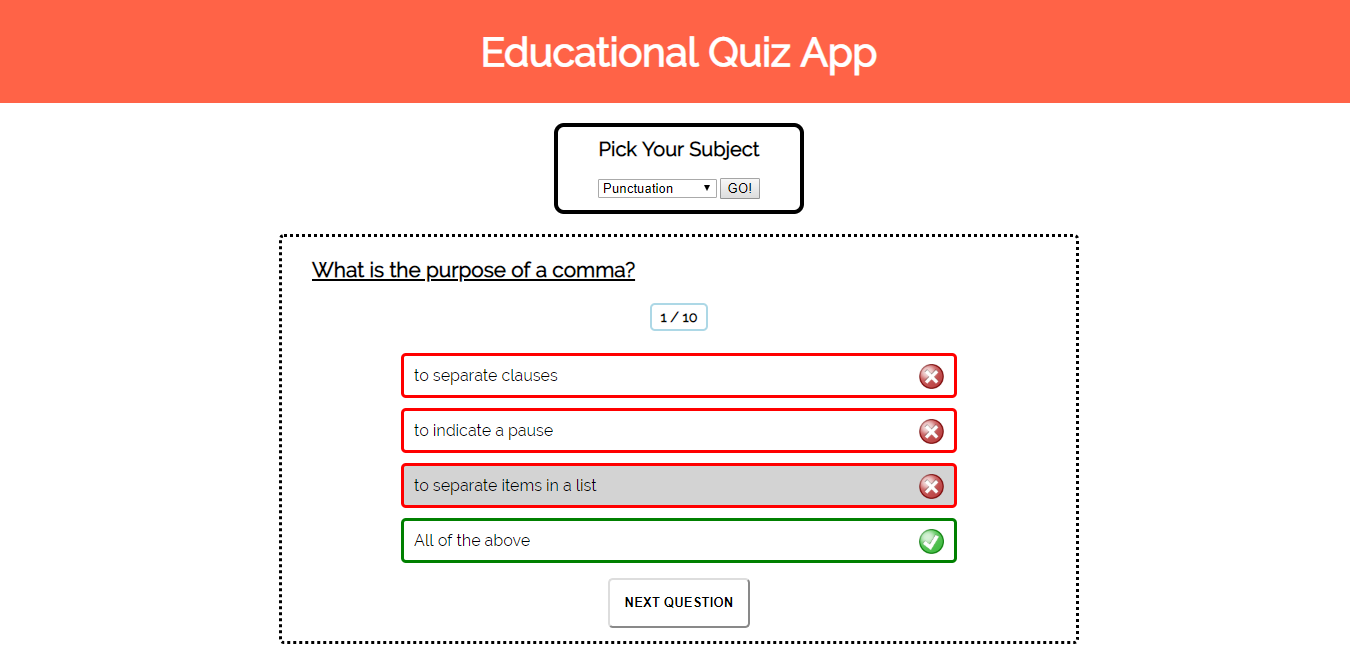 Educational Quiz App
Pick Your Subject
Punctuation GO!
What is the purpose of a comma?
1 / 10
to separate clauses
to indicate a pause
to separate items in a list
All of the above
NEXT QUESTION